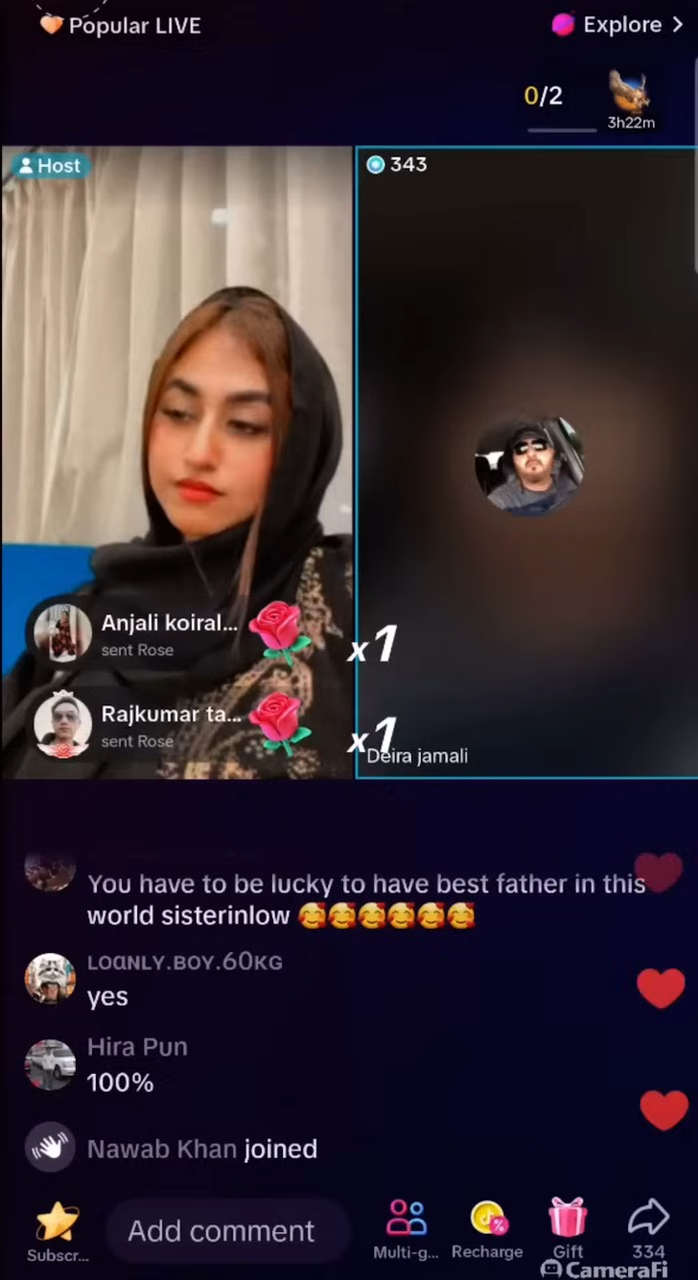 Popular LIVE
Explore >
0/2
3h22m
Host
343
Anjali koiral...
sent Rose
x1
Rajkumar ta...
sent Rose
x1
Deira jamali
You have to be lucky to have best father in this
world sisterinlow 🥰🥰🥰🥰🥰🥰
LOɑNLY.BOY.60KG
yes
Hira Pun
100%
Nawab Khan joined
Subscr...
Add comment
Multi-g...
Recharge
Gift
334
CameraFi